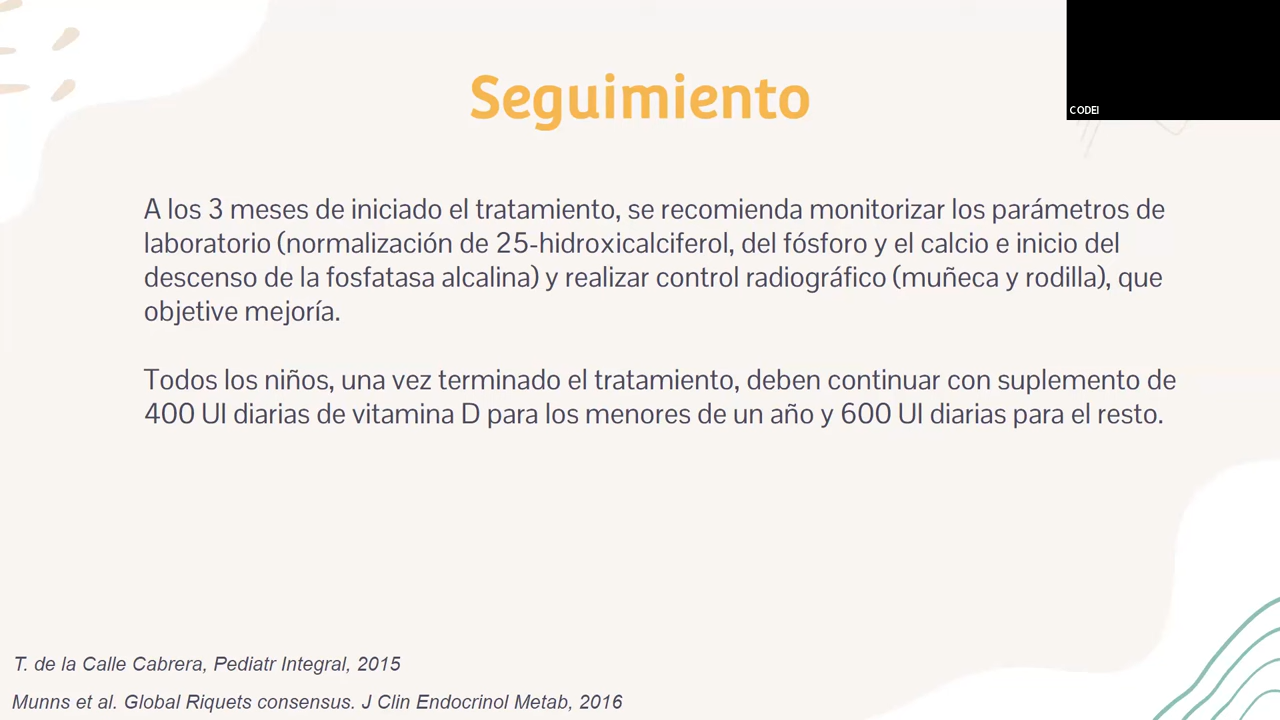 CODEI
Seguimiento
A los 3 meses de iniciado el tratamiento, se recomienda monitorizar los parámetros de
laboratorio (normalización de 25-hidroxicalciferol, del fósforo y el calcio e inicio del
descenso de la fosfatasa alcalina) y realizar control radiográfico (muñeca y rodilla), que
objetive mejoría.
Todos los niños, una vez terminado el tratamiento, deben continuar con suplemento de
400 UI diarias de vitamina D para los menores de un año y 600 UI diarias para el resto.
T. de la Calle Cabrera, Pediatr Integral, 2015
Munns et al. Global Riquets consensus. J Clin Endocrinol Metab, 2016